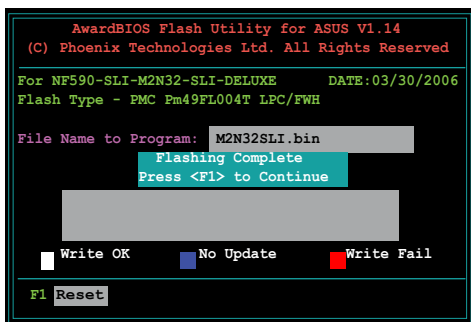 AwardBIOS Flash Utility for ASUS V1.14
(C) Phoenix Technologies Ltd. All Rights Reserved
For NF590-SLI-M2N32-SLI-DELUXE DATE:03/30/2006
Flash Type - PMC Pm49FL004T LPC/FWH
File Name to Program: M2N32SLI.bin
Flashing Complete
Press <F1> to Continue
Write OK No Update Write Fail
F1 Reset